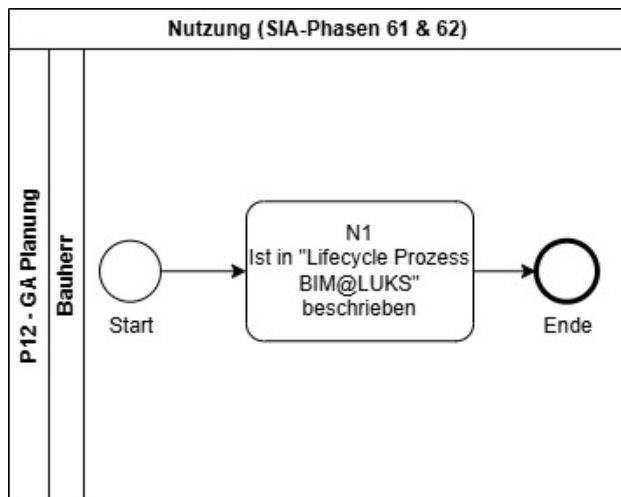 Nutzung (SIA-Phasen 61 & 62)
P12 - GA Planung
Bauherr
Start
N1
Ist in "Lifecycle Prozess
BIM@LUKS"
beschrieben
Ende